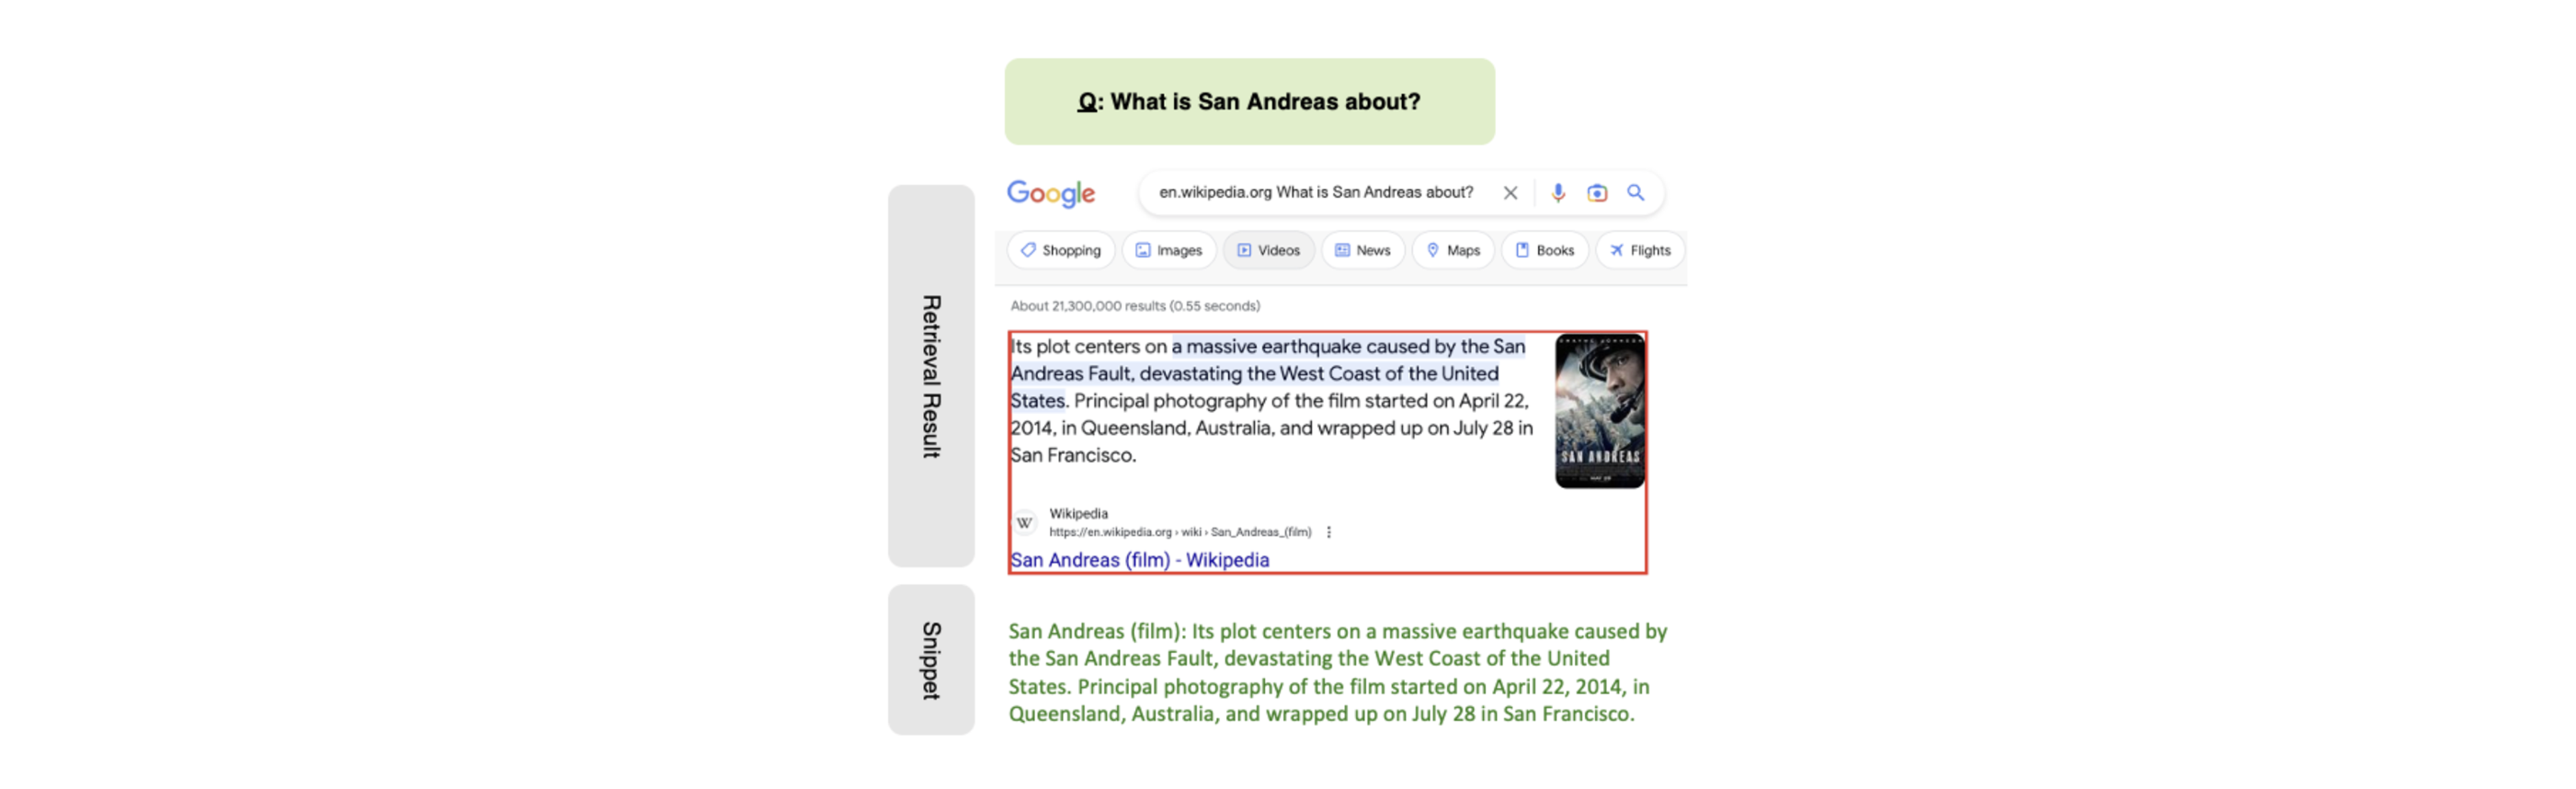 Q: What is San Andreas about?
Retrieval Result
Google
en.wikipedia.org What is San Andreas about?
Shopping Images Videos News Maps Books Flights
About 21,300,000 results (0.55 seconds)
Its plot centers on a massive earthquake caused by the San
Andreas Fault, devastating the West Coast of the United
States. Principal photography of the film started on April 22,
2014, in Queensland, Australia, and wrapped up on July 28 in
San Francisco.
SAN ANDREAS
W
Wikipedia
https://en.wikipedia.org › wiki › San_Andreas_(film)
San Andreas (film) - Wikipedia
Snippet
San Andreas (film): Its plot centers on a massive earthquake caused by
the San Andreas Fault, devastating the West Coast of the United
States. Principal photography of the film started on April 22, 2014, in
Queensland, Australia, and wrapped up on July 28 in San Francisco.